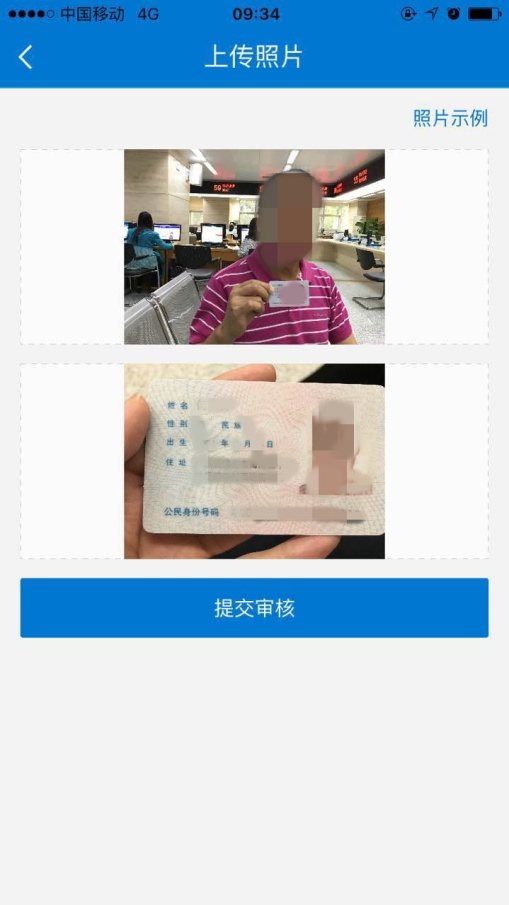 中国移动 4G 09:34
上传照片
照片示例
59
姓名
性别 民族
出生 年 月 日
住址
公民身份号码
提交审核